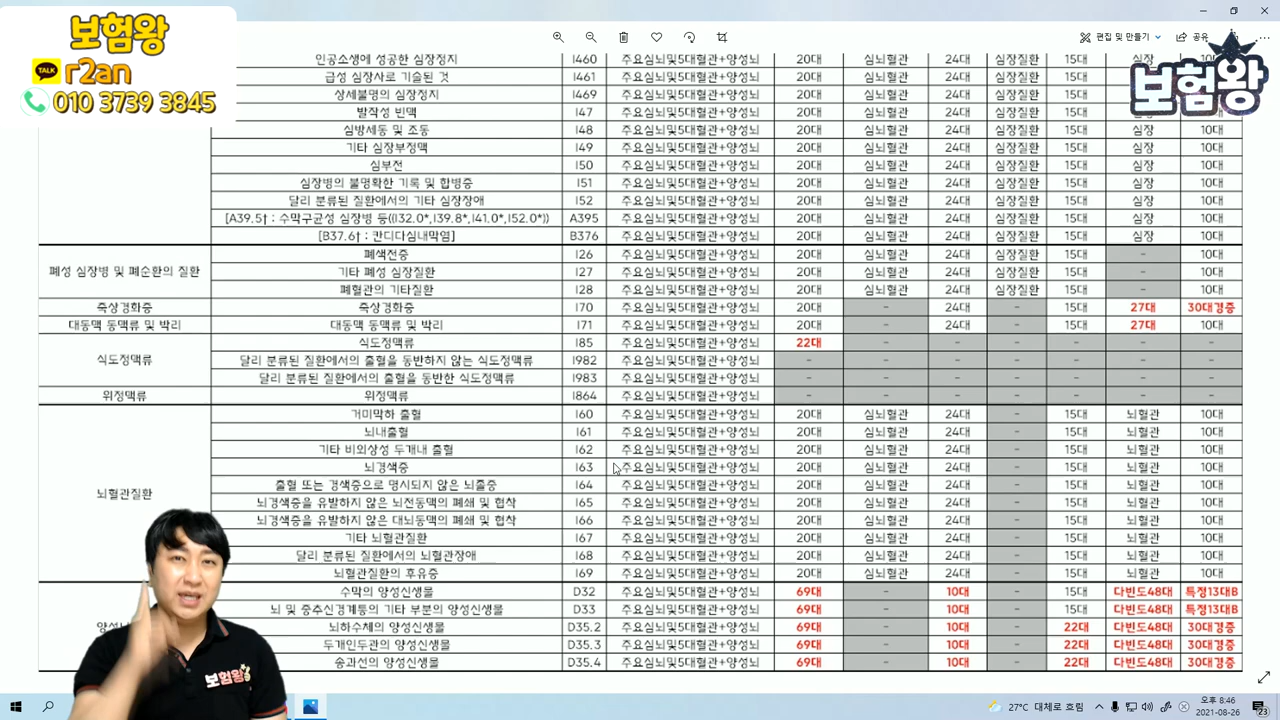 보험왕
TALK r2an
010 3739 3845
편집 및 만들기 공유
보험왕
인공소생에 성공한 심장정지 I460 주요심뇌및5대혈관+양성뇌 20대 심뇌혈관 24대 심장질환 15대 심장 10대
급성 심장사로 기술된 것 I461 주요심뇌및5대혈관+양성뇌 20대 심뇌혈관 24대 심장질환 15대
상세불명의 심장정지 I469 주요심뇌및5대혈관+양성뇌 20대 심뇌혈관 24대 심장질환 15대
발작성 빈맥 I47 주요심뇌및5대혈관+양성뇌 20대 심뇌혈관 24대 심장질환 15대 심장 10대
심방세동 및 조동 I48 주요심뇌및5대혈관+양성뇌 20대 심뇌혈관 24대 심장질환 15대 심장 10대
기타 심장부정맥 I49 주요심뇌및5대혈관+양성뇌 20대 심뇌혈관 24대 심장질환 15대 심장 10대
심부전 I50 주요심뇌및5대혈관+양성뇌 20대 심뇌혈관 24대 심장질환 15대 심장 10대
심장병의 불명확한 기록 및 합병증 I51 주요심뇌및5대혈관+양성뇌 20대 심뇌혈관 24대 심장질환 15대 심장 10대
달리 분류된 질환에서의 기타 심장장애 I52 주요심뇌및5대혈관+양성뇌 20대 심뇌혈관 24대 심장질환 15대 심장 10대
[A39.5† ; 수막구균성 심장병 등((I32.0*,I39.8*,I41.0*,I52.0*)) A395 주요심뇌및5대혈관+양성뇌 20대 심뇌혈관 24대 심장질환 15대 심장 10대
[B37.6† ; 칸디다심내막염] B376 주요심뇌및5대혈관+양성뇌 20대 심뇌혈관 24대 심장질환 15대 심장 10대
폐색전증 I26 주요심뇌및5대혈관+양성뇌 20대 심뇌혈관 24대 심장질환 15대 - 10대
폐성 심장병 및 폐순환의 질환 기타 폐성 심장질환 I27 주요심뇌및5대혈관+양성뇌 20대 심뇌혈관 24대 심장질환 15대 - 10대
폐혈관의 기타질환 I28 주요심뇌및5대혈관+양성뇌 20대 심뇌혈관 24대 심장질환 15대 - 10대
죽상경화증 죽상경화증 I70 주요심뇌및5대혈관+양성뇌 20대 - 24대 - 15대 27대 30대경증
대동맥 동맥류 및 박리 대동맥 동맥류 및 박리 I71 주요심뇌및5대혈관+양성뇌 20대 - 24대 - 15대 27대 10대
식도정맥류 I85 주요심뇌및5대혈관+양성뇌 22대 - - - - - -
식도정맥류 달리 분류된 질환에서의 출혈을 동반하지 않는 식도정맥류 I982 주요심뇌및5대혈관+양성뇌 - - - - - - -
달리 분류된 질환에서의 출혈을 동반한 식도정맥류 I983 주요심뇌및5대혈관+양성뇌 - - - - - - -
위정맥류 위정맥류 I864 주요심뇌및5대혈관+양성뇌 - - - - - - -
거미막하 출혈 I60 주요심뇌및5대혈관+양성뇌 20대 심뇌혈관 24대 - 15대 뇌혈관 10대
뇌내출혈 I61 주요심뇌및5대혈관+양성뇌 20대 심뇌혈관 24대 - 15대 뇌혈관 10대
기타 비외상성 두개내 출혈 I62 주요심뇌및5대혈관+양성뇌 20대 심뇌혈관 24대 - 15대 뇌혈관 10대
뇌경색증 I63 주요심뇌및5대혈관+양성뇌 20대 심뇌혈관 24대 - 15대 뇌혈관 10대
뇌혈관질환 출혈 또는 경색증으로 명시되지 않은 뇌졸중 I64 주요심뇌및5대혈관+양성뇌 20대 심뇌혈관 24대 - 15대 뇌혈관 10대
뇌경색증을 유발하지 않은 뇌전동맥의 폐쇄 및 협착 I65 주요심뇌및5대혈관+양성뇌 20대 심뇌혈관 24대 - 15대 뇌혈관 10대
뇌경색증을 유발하지 않은 대뇌동맥의 폐쇄 및 협착 I66 주요심뇌및5대혈관+양성뇌 20대 심뇌혈관 24대 - 15대 뇌혈관 10대
기타 뇌혈관질환 I67 주요심뇌및5대혈관+양성뇌 20대 심뇌혈관 24대 - 15대 뇌혈관 10대
달리 분류된 질환에서의 뇌혈관장애 I68 주요심뇌및5대혈관+양성뇌 20대 심뇌혈관 24대 - 15대 뇌혈관 10대
뇌혈관질환의 후유증 I69 주요심뇌및5대혈관+양성뇌 20대 심뇌혈관 24대 - 15대 뇌혈관 10대
수막의 양성신생물 D32 주요심뇌및5대혈관+양성뇌 69대 - 10대 - 15대 다빈도48대 특정13대B
뇌 및 중추신경계등의 기타 부분의 양성신생물 D33 주요심뇌및5대혈관+양성뇌 69대 - 10대 - 15대 다빈도48대 특정13대B
뇌하수체의 양성신생물 D35.2 주요심뇌및5대혈관+양성뇌 69대 - 10대 - 22대 다빈도48대 30대경증
두개인두관의 양성신생물 D35.3 주요심뇌및5대혈관+양성뇌 69대 - 10대 - 22대 다빈도48대 30대경증
송과선의 양성신생물 D35.4 주요심뇌및5대혈관+양성뇌 69대 - 10대 - 22대 다빈도48대 30대경증
보험왕
27°C 대체로 흐림
오후 8:46
2021-08-26
23